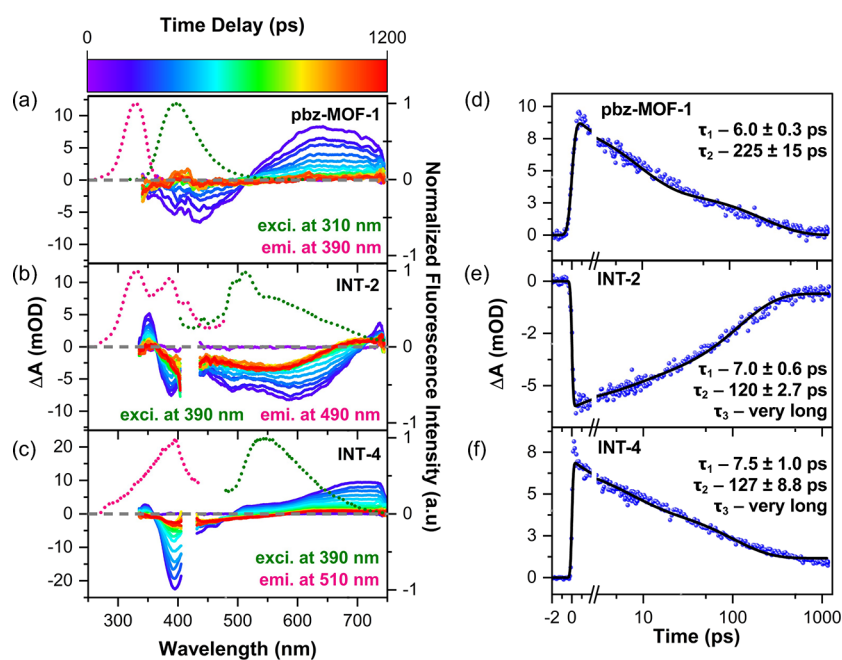 Time Delay (ps)
0
1200
(a)
pbz-MOF-1
10
5
0
-5
-10
1
0
-1
exci. at 310 nm
emi. at 390 nm
(b)
INT-2
10
5
0
-5
-10
1
0
-1
exci. at 390 nm
emi. at 490 nm
(c)
INT-4
20
10
0
-10
-20
1
0
-1
exci. at 390 nm
emi. at 510 nm
ΔA (mOD)
Normalized Fluorescence Intensity (a.u)
300 400 500 600 700
Wavelength (nm)
(d)
pbz-MOF-1
τ1 – 6.0 ± 0.3 ps
τ2 – 225 ± 15 ps
10
8
5
3
0
(e)
INT-2
0
-2
-5
τ1 – 7.0 ± 0.6 ps
τ2 – 120 ± 2.7 ps
τ3 – very long
(f)
INT-4
8
5
3
0
τ1 – 7.5 ± 1.0 ps
τ2 – 127 ± 8.8 ps
τ3 – very long
ΔA (mOD)
-2 0 10 100 1000
Time (ps)